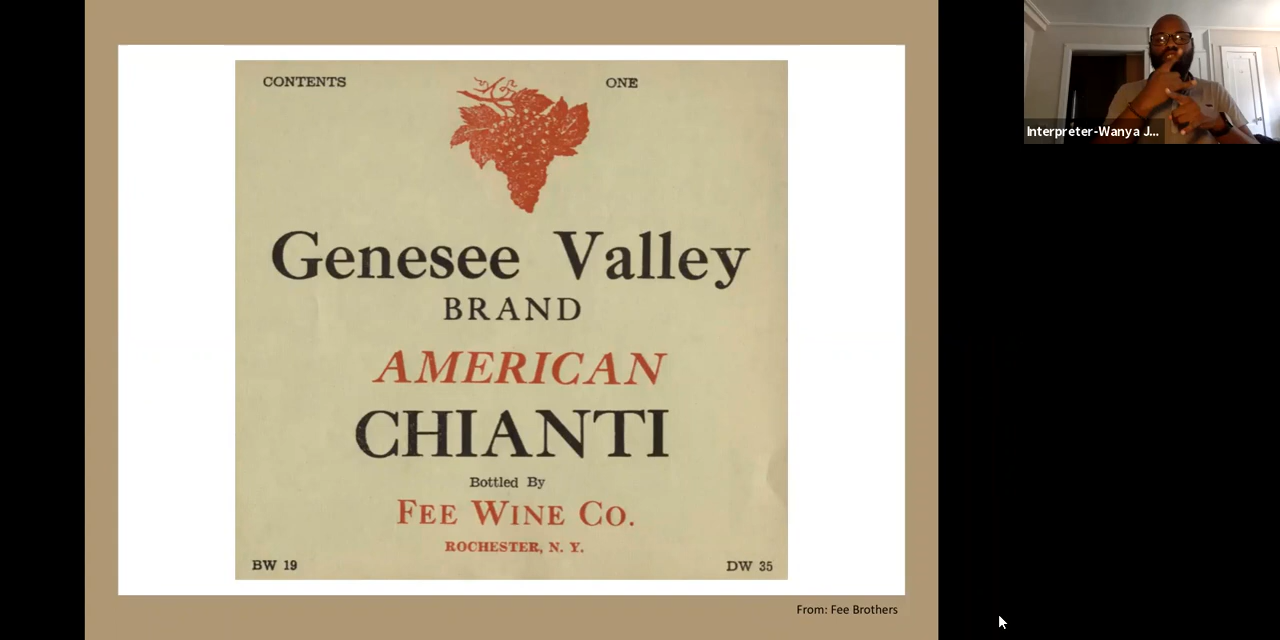 CONTENTS ONE
Genesee Valley
BRAND
AMERICAN
CHIANTI
Bottled By
FEE WINE CO.
ROCHESTER, N. Y.
BW 19 DW 35
From: Fee Brothers
Interpreter-Wanya J...